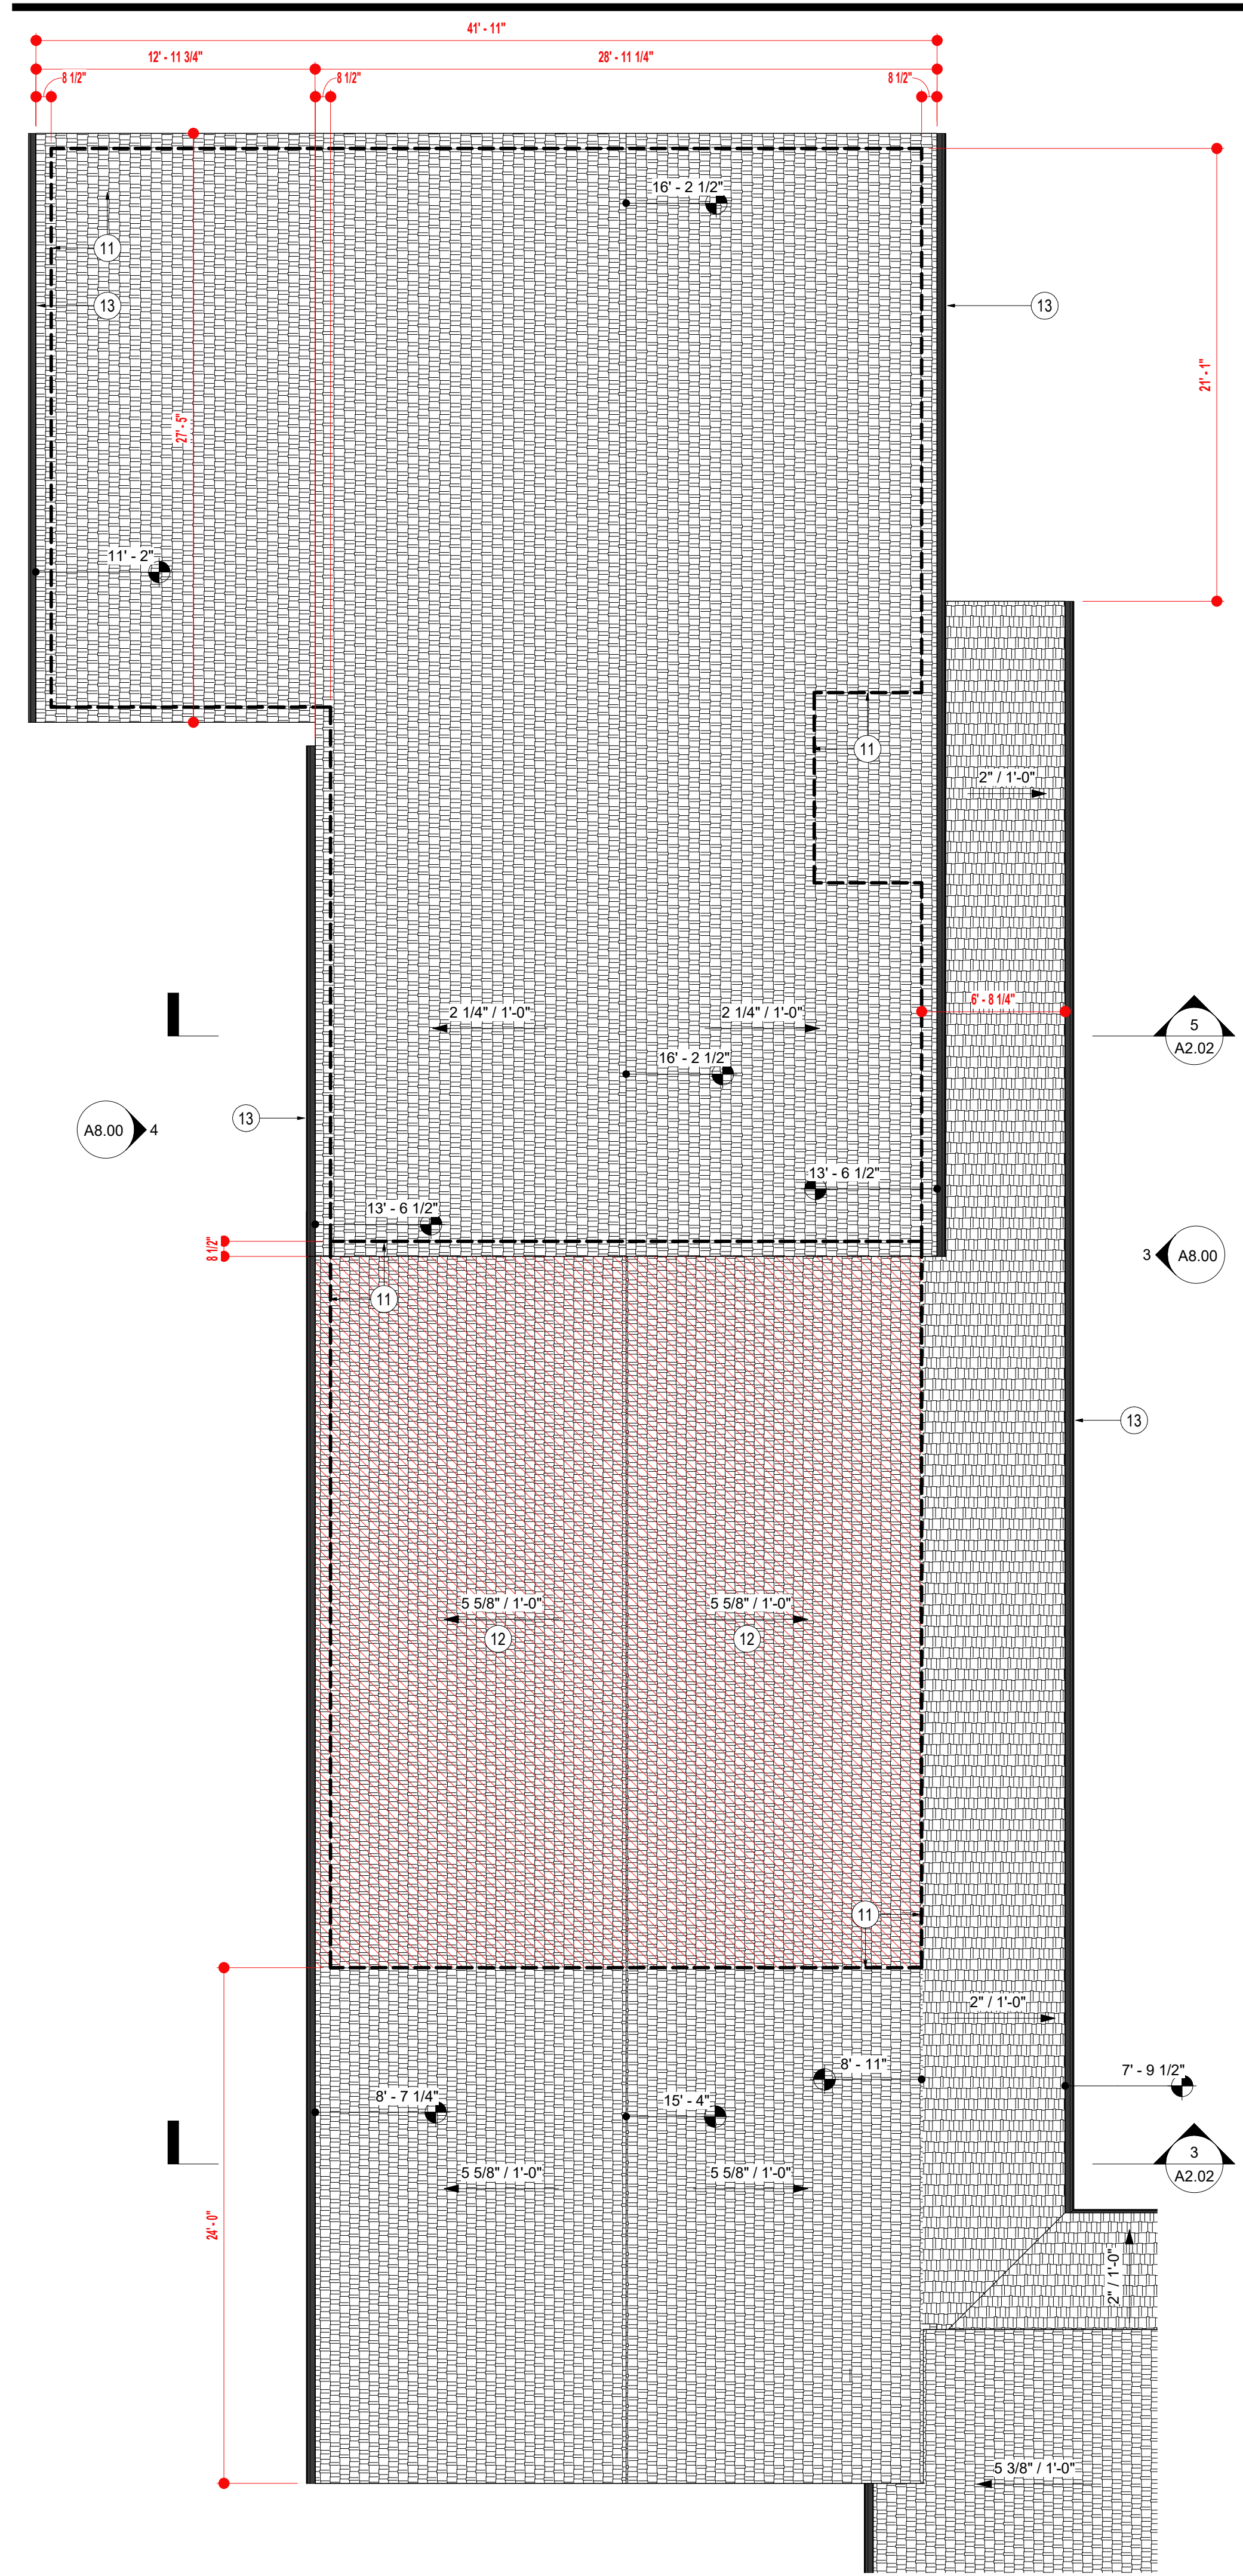 41' - 11"
12' - 11 3/4"
28' - 11 1/4"
8 1/2"
8 1/2"
8 1/2"
16' - 2 1/2"
11
13
13
21' - 1"
27' - 5"
11' - 2"
11
2" / 1'-0"
6' - 8 1/4"
2 1/4" / 1'-0"
2 1/4" / 1'-0"
5
A2.02
16' - 2 1/2"
13
A8.00
4
13' - 6 1/2"
13' - 6 1/2"
8 1/2"
3
A8.00
11
13
5 5/8" / 1'-0"
5 5/8" / 1'-0"
12
12
11
2" / 1'-0"
8' - 11"
7' - 9 1/2"
8' - 7 1/4"
15' - 4"
3
A2.02
5 5/8" / 1'-0"
5 5/8" / 1'-0"
24' - 0"
2" / 1'-0"
5 3/8" / 1'-0"